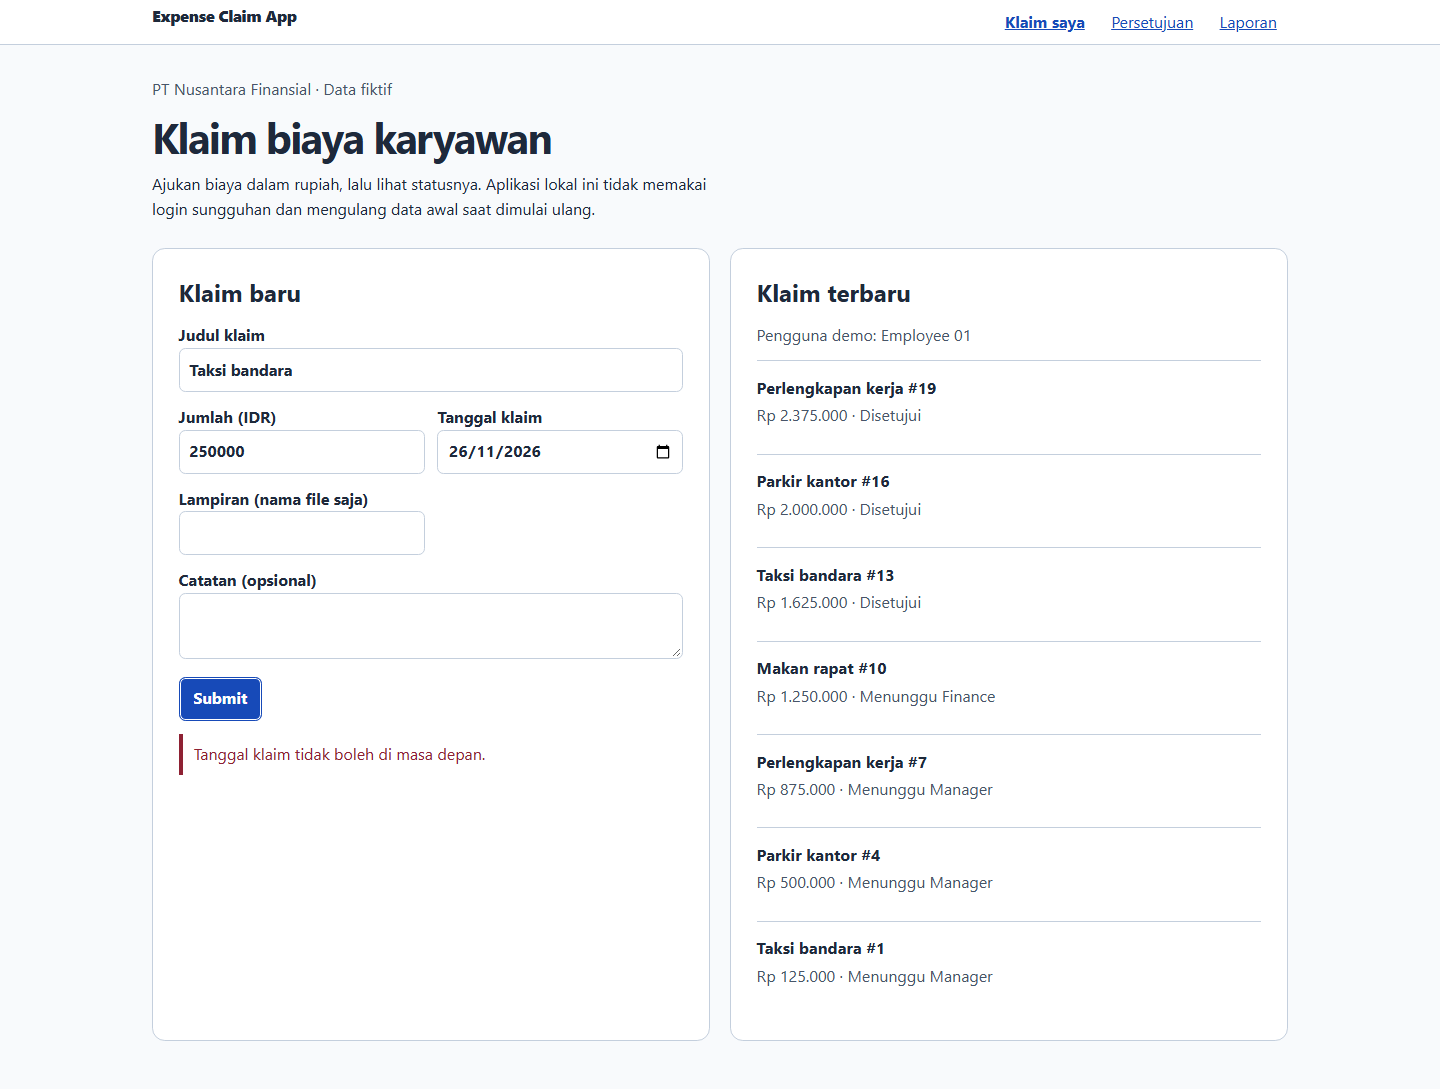 Expense Claim App
Klaim saya
Persetujuan
Laporan
PT Nusantara Finansial · Data fiktif
Klaim biaya karyawan
Ajukan biaya dalam rupiah, lalu lihat statusnya. Aplikasi lokal ini tidak memakai
login sungguhan dan mengulang data awal saat dimulai ulang.
Klaim baru
Judul klaim
Taksi bandara
Jumlah (IDR)
Tanggal klaim
250000
26/11/2026
Lampiran (nama file saja)
Catatan (opsional)
Submit
Tanggal klaim tidak boleh di masa depan.
Klaim terbaru
Pengguna demo: Employee 01
Perlengkapan kerja #19
Rp 2.375.000 · Disetujui
Parkir kantor #16
Rp 2.000.000 · Disetujui
Taksi bandara #13
Rp 1.625.000 · Disetujui
Makan rapat #10
Rp 1.250.000 · Menunggu Finance
Perlengkapan kerja #7
Rp 875.000 · Menunggu Manager
Parkir kantor #4
Rp 500.000 · Menunggu Manager
Taksi bandara #1
Rp 125.000 · Menunggu Manager